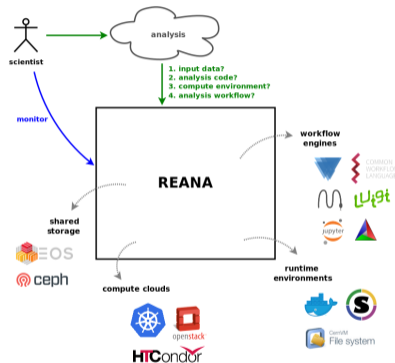 analysis
scientist
1. input data?
2. analysis code?
3. compute environment?
4. analysis workflow?
monitor
REANA
workflow
engines
COMMON
WORKFLOW
LANGUAGE
LUigi
jupyter
shared
storage
EOS
ceph
compute clouds
openstack
HTCondor
runtime
environments
S
CernVM
File system